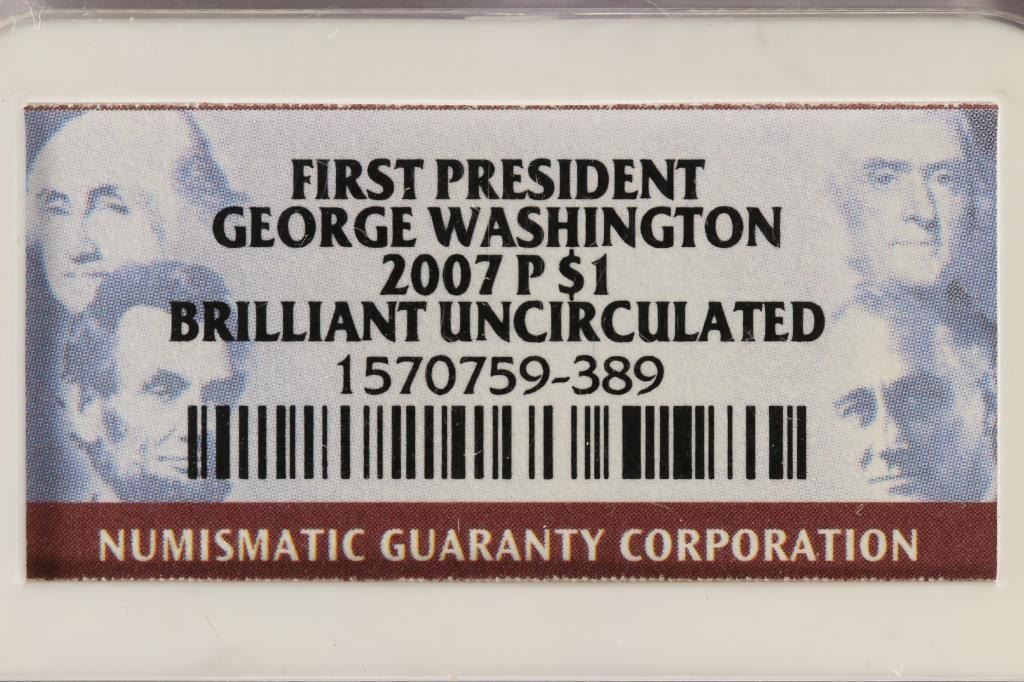 FIRST PRESIDENT
GEORGE WASHINGTON
2007 P $1
BRILLIANT UNCIRCULATED
1570759-389
NUMISMATIC GUARANTY CORPORATION